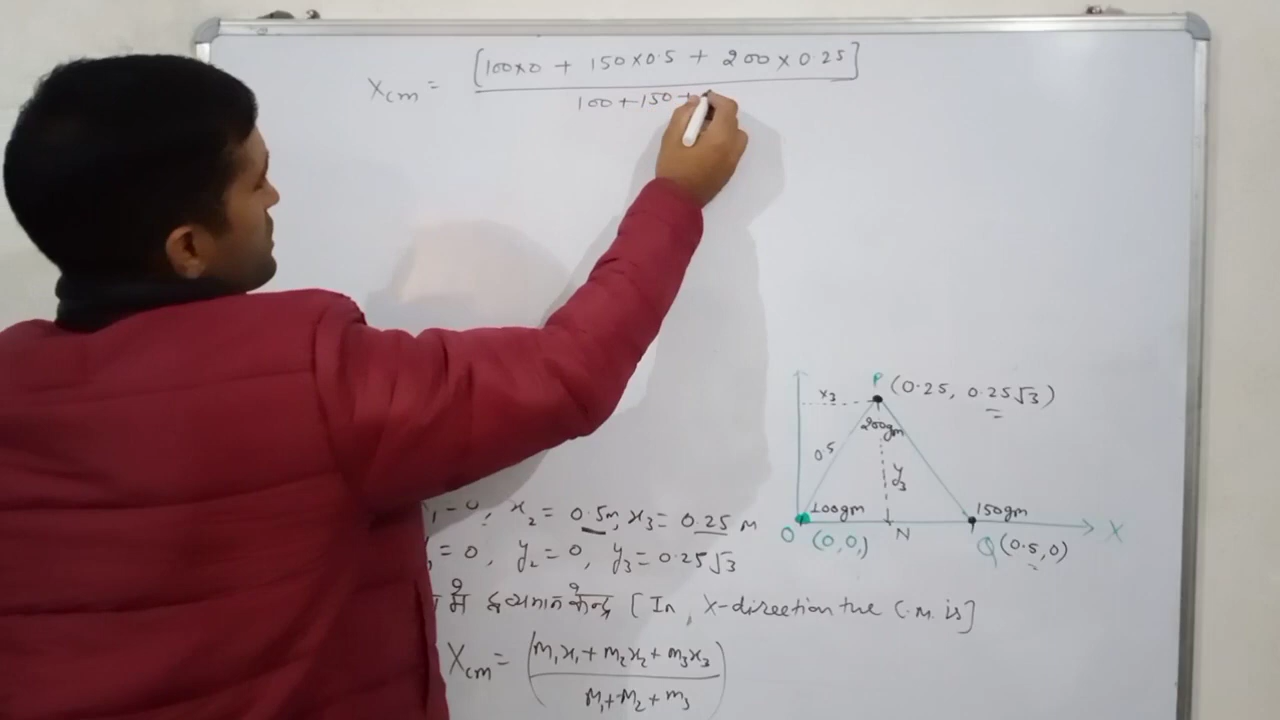 Xcm = [100×0 + 150×0.5 + 200×0.25]
100+150+
P (0.25, 0.25√3)
x₃
200gm
0.5
y₃
100gm
150gm
O (0,0,)
N
Q(0.5,0)
X
x₂ = 0.5m, x₃ = 0.25 m
= 0, y₂ = 0, y₃ = 0.25√3
में द्रव्यमान केन्द्र [In, X-direction the C.M. is]
Xcm = (m₁x₁ + m₂x₂ + m₃x₃)
m₁+m₂+m₃